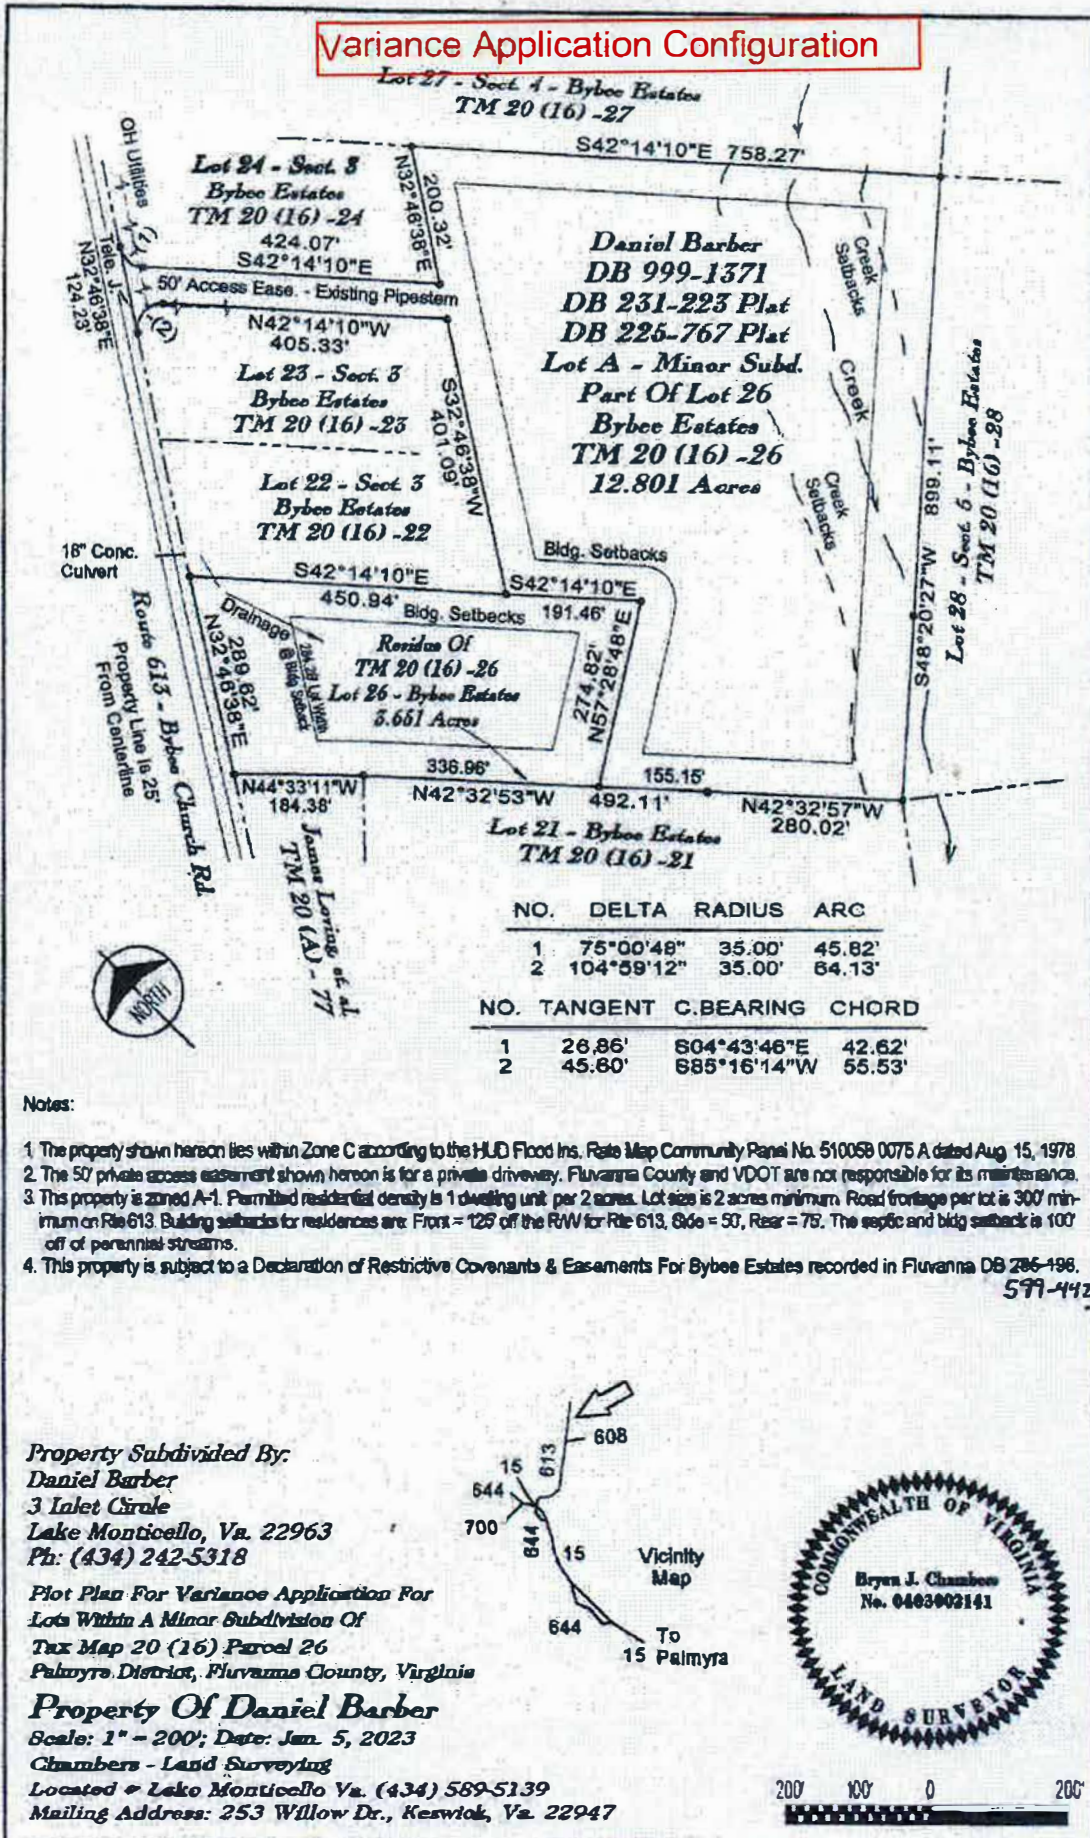 Variance Application Configuration
Lot 27 - Sect. 4 - Bybee Estates
TM 20 (16) -27
S42°14'10"E 758.27'
OH Utilities
Lot 24 - Sect. 3
Bybee Estates
TM 20 (16) -24
424.07'
S42°14'10"E
N32°46'38"E
200.32'
Tele. J.
N32°46'38"E
124.23'
(1)
50' Access Ease. - Existing Pipestem
(2)
N42°14'10"W
405.33'
Daniel Barber
DB 999-1371
DB 231-223 Plat
DB 225-767 Plat
Lot A - Minor Subd.
Part Of Lot 26
Bybee Estates
TM 20 (16) -26
12.801 Acres
Creek
Setbacks
Creek
Creek
Setbacks
Lot 23 - Sect. 3
Bybee Estates
TM 20 (16) -23
S32°46'38"W
401.09'
S48°20'27"W 899.11'
Lot 28 - Sect. 5 - Bybee Estates
TM 20 (16) -28
Lot 22 - Sect. 3
Bybee Estates
TM 20 (16) -22
18" Conc.
Culvert
Bldg. Setbacks
S42°14'10"E
450.94'
S42°14'10"E
191.46'
Bldg. Setbacks
Drainage
289.62'
N32°46'38"E
284.28 Lot Width
@ Bldg Setback
Residue Of
TM 20 (16) -26
Lot 26 - Bybee Estates
3.661 Acres
274.82'
N57°28'48"E
Route 613 - Bybee Church Rd.
Property Line Is 25'
From Centerline
N44°33'11"W
184.38'
336.96'
N42°32'53"W
155.15'
492.11'
N42°32'57"W
280.02'
Lot 21 - Bybee Estates
TM 20 (16) -21
James Loving, et al
TM 20 (A) - 77
NORTH
NO. DELTA RADIUS ARC
1 75°00'48" 35.00' 45.82'
2 104°59'12" 35.00' 64.13'
NO. TANGENT C.BEARING CHORD
1 26.86' S04°43'46"E 42.62'
2 45.60' S85°16'14"W 55.53'
Notes:
1. The property shown hereon lies within Zone C according to the HUD Flood Ins. Rate Map Community Panel No. 510058 0075 A dated Aug. 15, 1978
2. The 50' private access easement shown hereon is for a private driveway. Fluvanna County and VDOT are not responsible for its maintenance.
3. This property is zoned A-1. Permitted residential density is 1 dwelling unit per 2 acres. Lot size is 2 acres minimum. Road frontage per lot is 300' min-
imum on Rte 613. Building setbacks for residences are: Front = 125' off the R/W for Rte 613, Side = 50', Rear = 75'. The septic and bldg setback is 100'
off of perennial streams.
4. This property is subject to a Declaration of Restrictive Covenants & Easements For Bybee Estates recorded in Fluvanna DB 286-196.
599-442
Property Subdivided By:
Daniel Barber
3 Inlet Circle
Lake Monticello, Va. 22963
Ph: (434) 242-5318
Plot Plan For Variance Application For
Lots Within A Minor Subdivision Of
Tax Map 20 (16) Parcel 26
Palmyra District, Fluvanna County, Virginia
Property Of Daniel Barber
Scale: 1" = 200'; Date: Jan. 5, 2023
Chambers - Land Surveying
Located @ Lake Monticello Va. (434) 589-5139
Mailing Address: 253 Willow Dr., Keswick, Va. 22947
608
613
15
644
700
644
15
644
15
To
Palmyra
Vicinity
Map
COMMONWEALTH OF VIRGINIA
Bryan J. Chambers
No. 0403002141
LAND SURVEYOR
200' 100' 0 200'